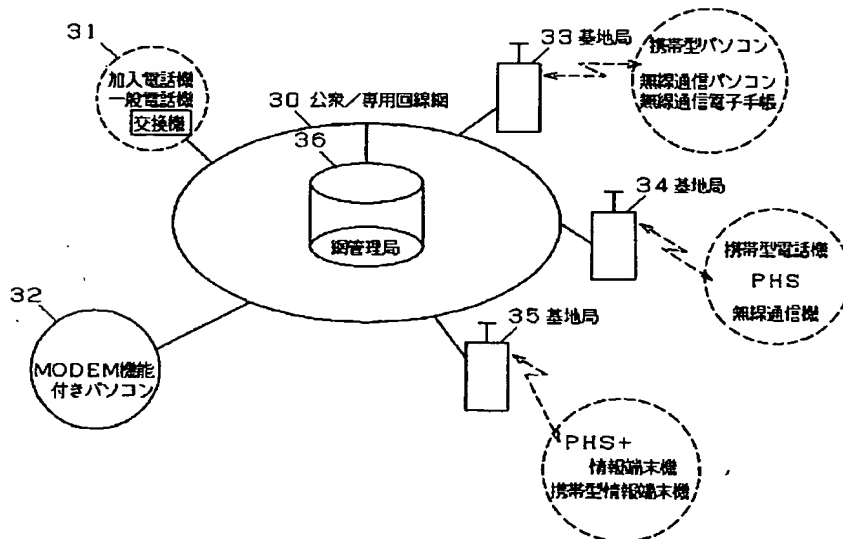 31
加入電話機
一般電話機
交換機
30 公衆/専用回線網
36
網管理局
32
MODEM機能
付きパソコン
33 基地局
携帯型パソコン
無線通信パソコン
無線通信電子手帳
34 基地局
携帯型電話機
PHS
無線通信機
35 基地局
PHS+
情報端末機
携帯型情報端末機